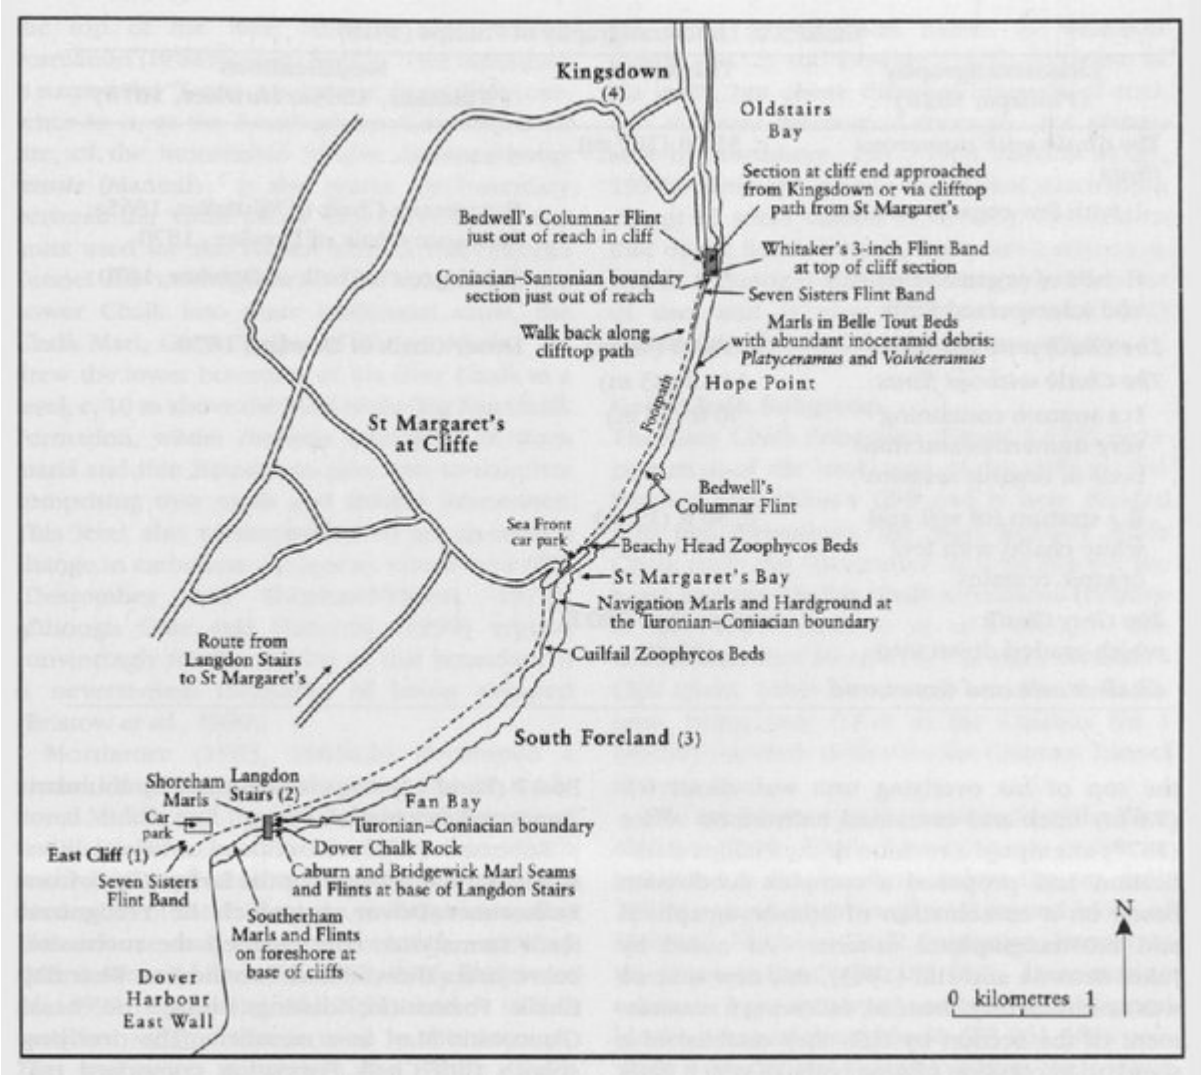 Kingsdown
(4)
Oldstairs
Bay
Section at cliff end approached
from Kingsdown or via clifftop
path from St Margaret's
Bedwell's Columnar Flint
just out of reach in cliff
Whitaker's 3-inch Flint Band
at top of cliff section
Coniacian–Santonian boundary
section just out of reach
Seven Sisters Flint Band
Walk back along
clifftop path
Marls in Belle Tout Beds
with abundant inoceramid debris:
Platyceramus and Volviceramus
Footpath
Hope Point
St Margaret's
at Cliffe
Bedwell's
Columnar Flint
Sea Front
car park
Beachy Head Zoophycos Beds
St Margaret's Bay
Navigation Marls and Hardground at
the Turonian–Coniacian boundary
Cuilfail Zoophycos Beds
Route from
Langdon Stairs
to St Margaret's
South Foreland (3)
Shoreham
Marls
Langdon
Stairs (2)
Fan Bay
Car
park
Turonian–Coniacian boundary
East Cliff (1)
Dover Chalk Rock
Seven Sisters
Flint Band
Caburn and Bridgewick Marl Seams
and Flints at base of Langdon Stairs
Southerham
Marls and Flints
on foreshore at
base of cliffs
Dover
Harbour
East Wall
N
0 kilometres 1